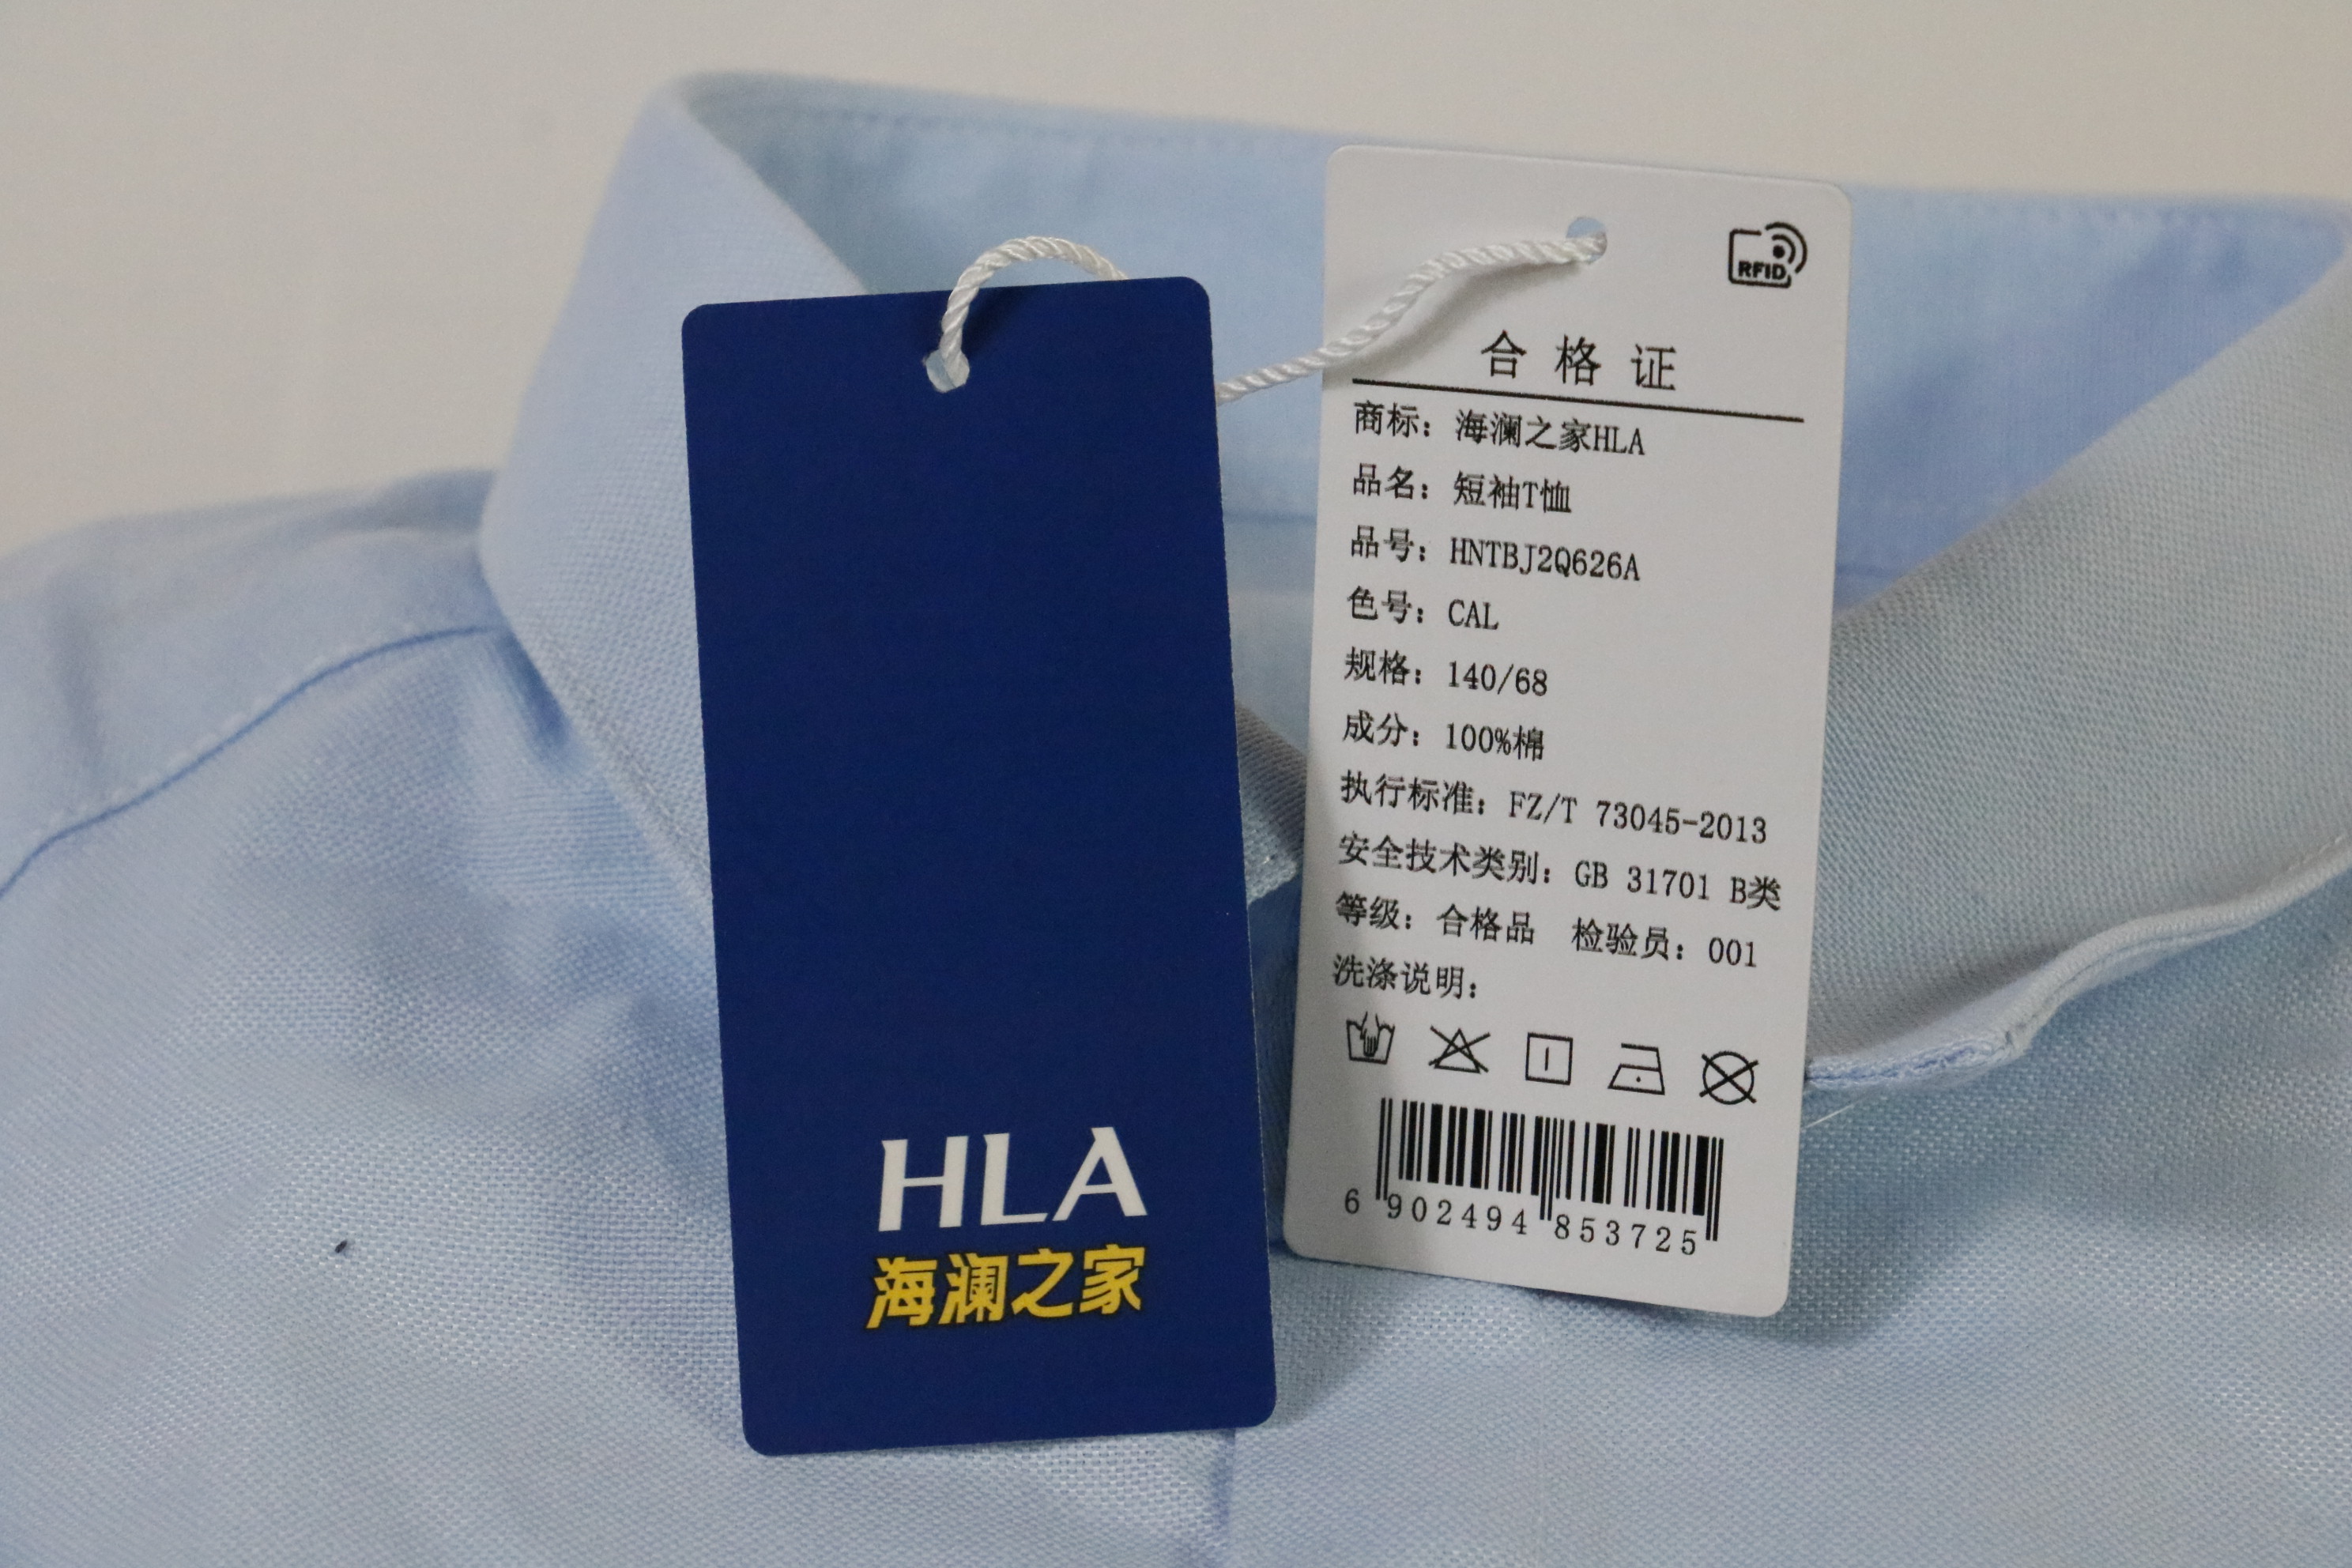 HLA
海澜之家
RFID
合格证
商标：海澜之家HLA
品名：短袖T恤
品号：HNTBJ2Q626A
色号：CAL
规格：140/68
成分：100%棉
执行标准：FZ/T 73045-2013
安全技术类别：GB 31701 B类
等级：合格品 检验员：001
洗涤说明：
6 902494 853725